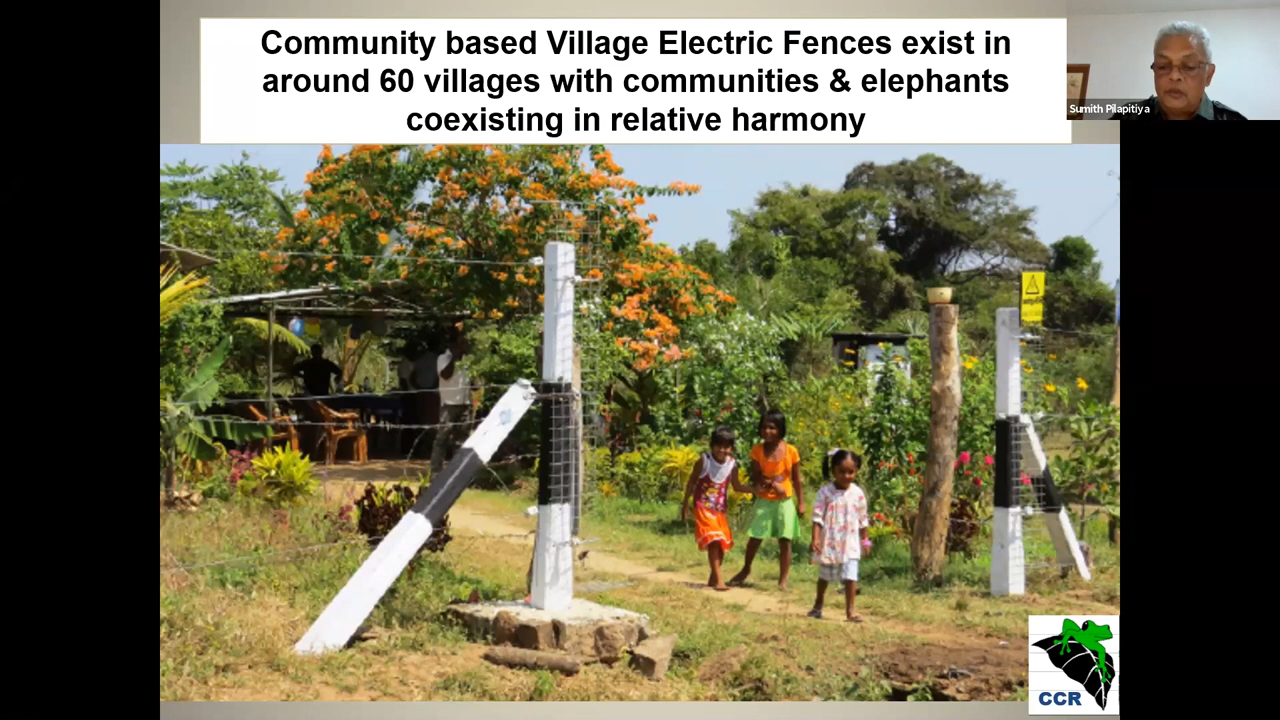 Community based Village Electric Fences exist in
around 60 villages with communities & elephants
coexisting in relative harmony
Sumith Pilapitiya
CCR